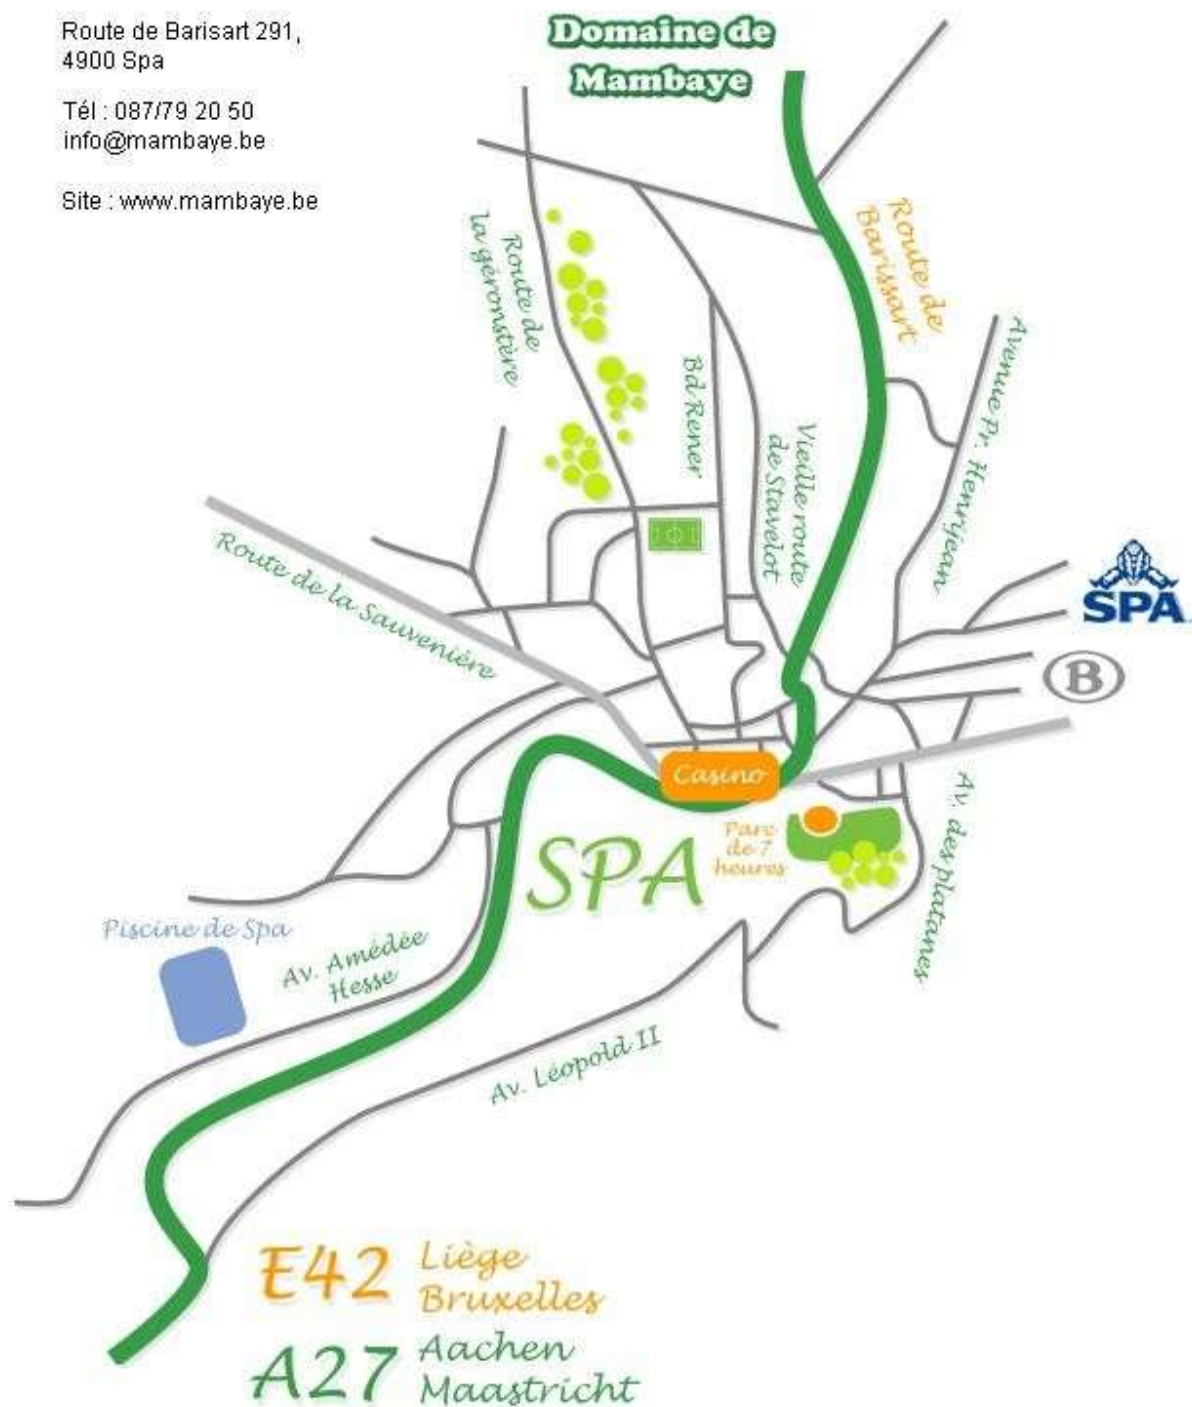 Route de Barisart 291,
4900 Spa
Tél : 087/79 20 50
info@mambaye.be
Site : www.mambaye.be
Domaine de
Mambaye
Route de
la géronstère
Route de
Barissart
Bd Rener
Vieille route
de Stavelot
Avenue Pr. Henrijean
Route de la Sauvenière
SPA
B
Casino
SPA
Parc
de 7
heures
Av. des platanes
Piscine de Spa
Av. Amédée
Hesse
Av. Léopold II
E42
Liège
Bruxelles
A27
Aachen
Maastricht